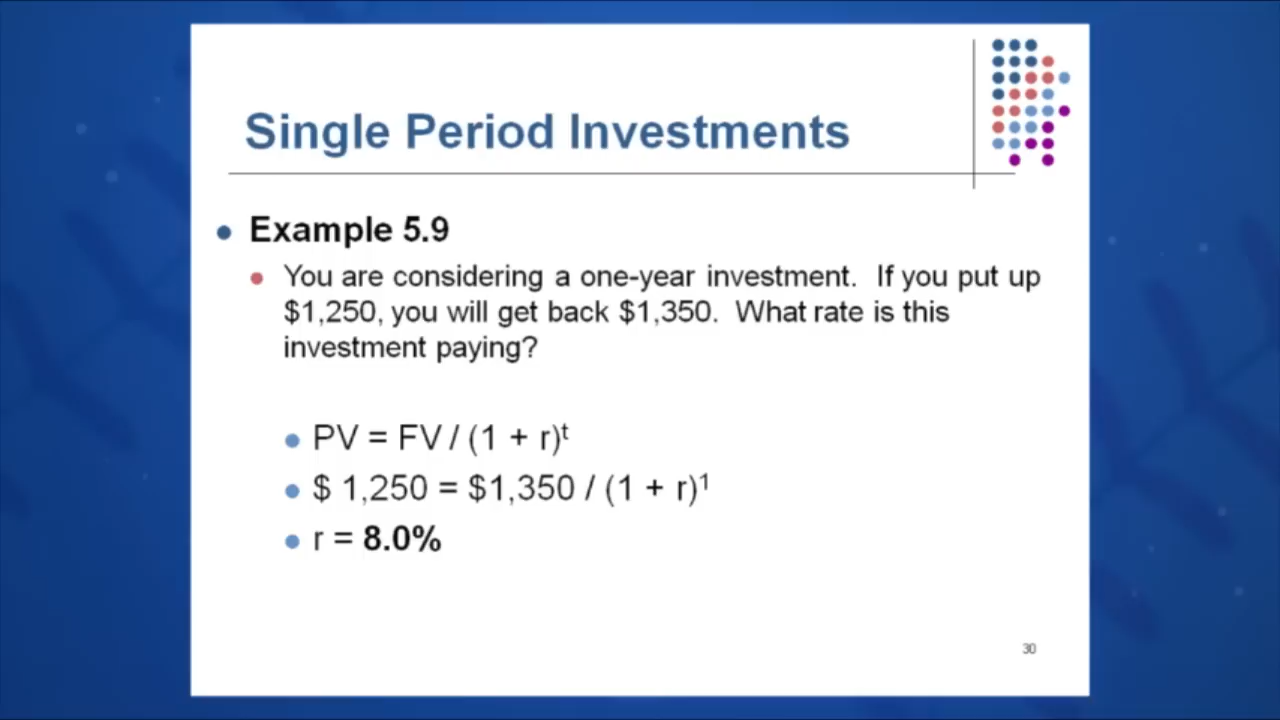 Single Period Investments
• Example 5.9
• You are considering a one-year investment. If you put up
$1,250, you will get back $1,350. What rate is this
investment paying?
• PV = FV / (1 + r)ᵗ
• $ 1,250 = $1,350 / (1 + r)¹
• r = 8.0%
30